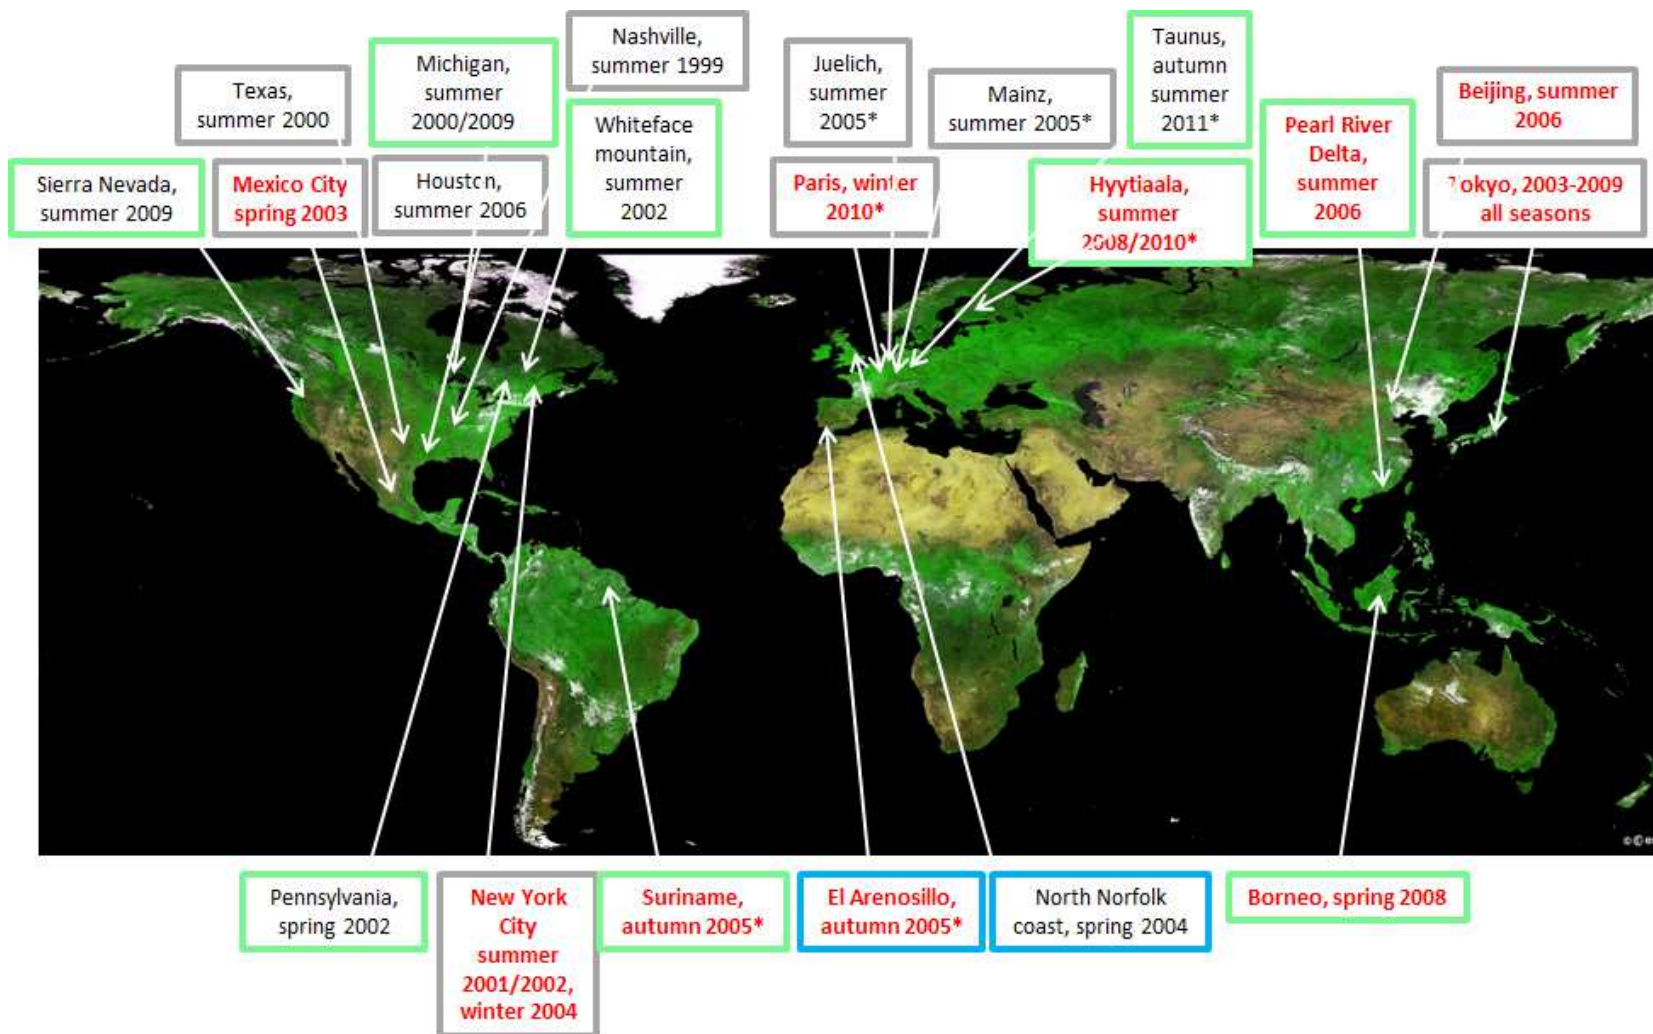 Nashville,
summer 1999
Michigan,
summer
2000/2009
Texas,
summer 2000
Whiteface
mountain,
summer
2002
Sierra Nevada,
summer 2009
Mexico City
spring 2003
Houston,
summer 2006
Juelich,
summer
2005*
Mainz,
summer 2005*
Taunus,
autumn
summer
2011*
Paris, winter
2010*
Hyytiaala,
summer
2008/2010*
Pearl River
Delta,
summer
2006
Beijing, summer
2006
Tokyo, 2003-2009
all seasons
Pennsylvania,
spring 2002
New York
City
summer
2001/2002,
winter 2004
Suriname,
autumn 2005*
El Arenosillo,
autumn 2005*
North Norfolk
coast, spring 2004
Borneo, spring 2008